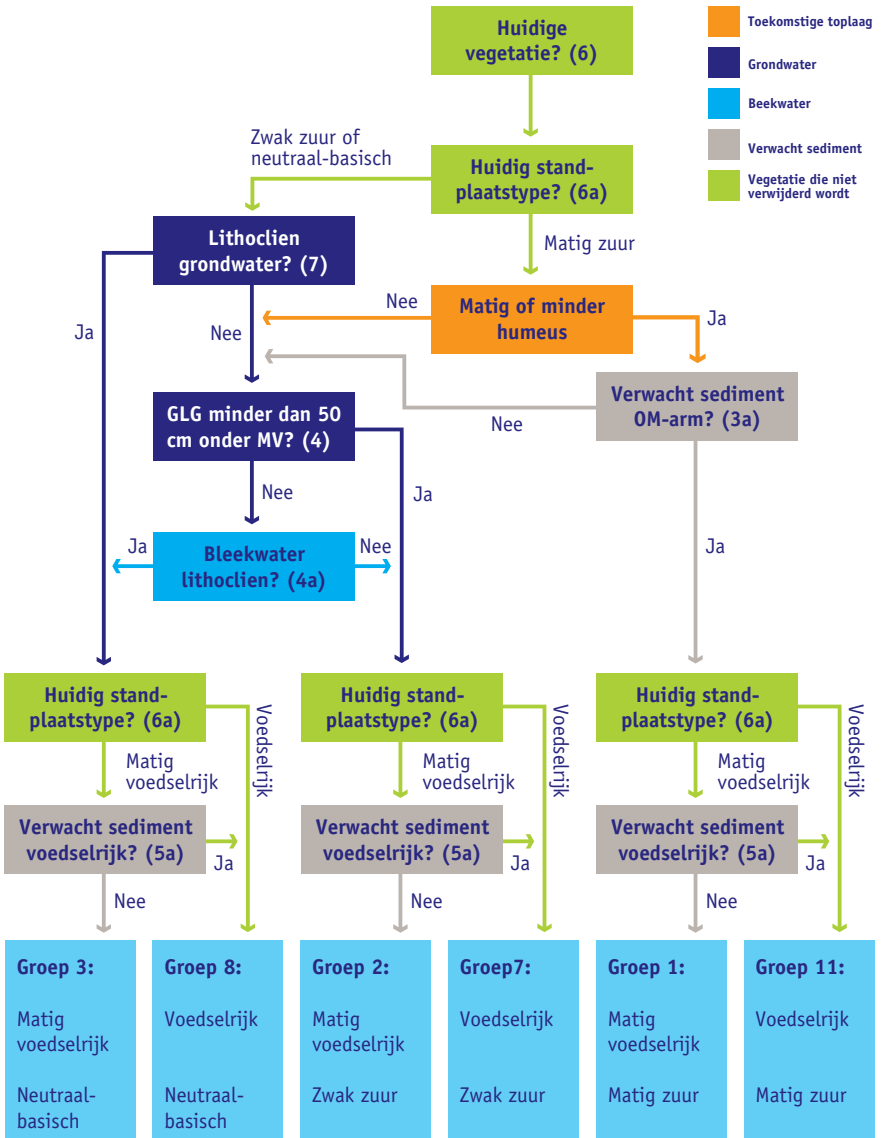 Huidige
vegetatie? (6)
Toekomstige toplaag
Grondwater
Beekwater
Verwacht sediment
Vegetatie die niet
verwijderd wordt
Zwak zuur of
neutraal-basisch
Huidig stand-
plaatstype? (6a)
Matig zuur
Lithoclien
grondwater? (7)
Ja
Nee
Nee
Matig of minder
humeus
Ja
Verwacht sediment
OM-arm? (3a)
Nee
GLG minder dan 50
cm onder MV? (4)
Nee
Ja
Ja
Ja
Bleekwater
lithoclien? (4a)
Nee
Huidig stand-
plaatstype? (6a)
Voedselrijk
Matig
voedselrijk
Verwacht sediment
voedselrijk? (5a)
Ja
Nee
Huidig stand-
plaatstype? (6a)
Voedselrijk
Matig
voedselrijk
Verwacht sediment
voedselrijk? (5a)
Ja
Nee
Huidig stand-
plaatstype? (6a)
Voedselrijk
Matig
voedselrijk
Verwacht sediment
voedselrijk? (5a)
Ja
Nee
Groep 3:
Matig
voedselrijk
Neutraal-
basisch
Groep 8:
Voedselrijk
Neutraal-
basisch
Groep 2:
Matig
voedselrijk
Zwak zuur
Groep7:
Voedselrijk
Zwak zuur
Groep 1:
Matig
voedselrijk
Matig zuur
Groep 11:
Voedselrijk
Matig zuur